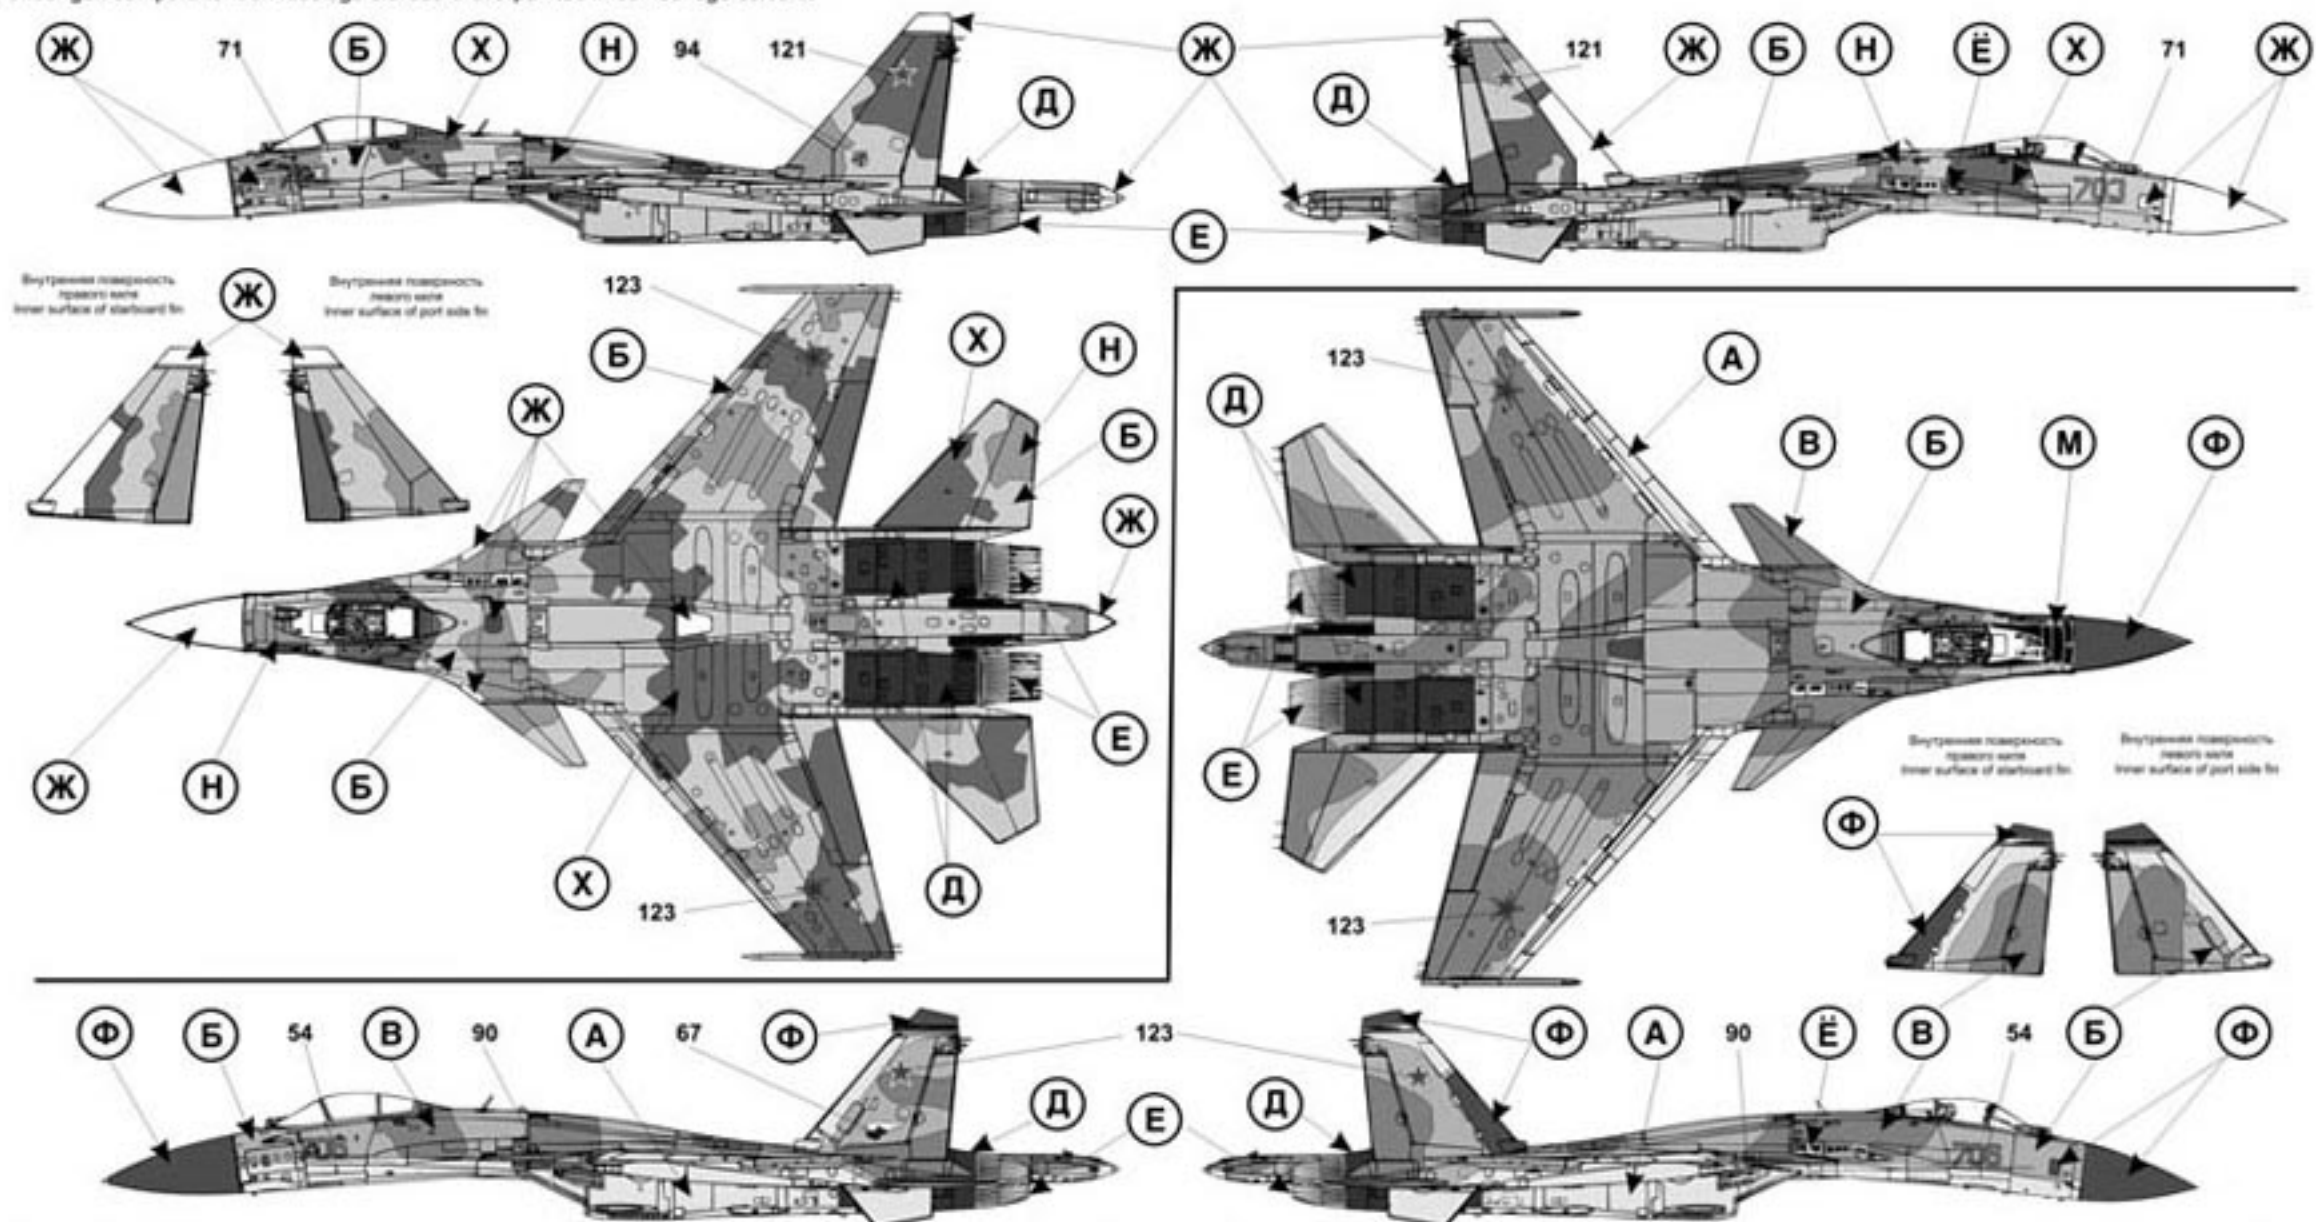 Ж 71 Б Х Н 94 121 Ж 121 Ж Б Н Ё Х 71 Ж
Д Д
703
Е
Внутренняя поверхность
правого киля
Inner surface of starboard fin
Ж
Внутренняя поверхность
левого киля
Inner surface of port side fin
123
Б Х Н
Ж Б
Ж
Ж Н Б Е
Х Д
123
123 А
Д В Б М Ф
Е
Внутренняя поверхность
правого киля
Inner surface of starboard fin
Внутренняя поверхность
левого киля
Inner surface of port side fin
Ф
123
Ф Б 54 В 90 А 67 Ф 123 Ф А 90 Ё В 54 Б Ф
Д Е Д
706